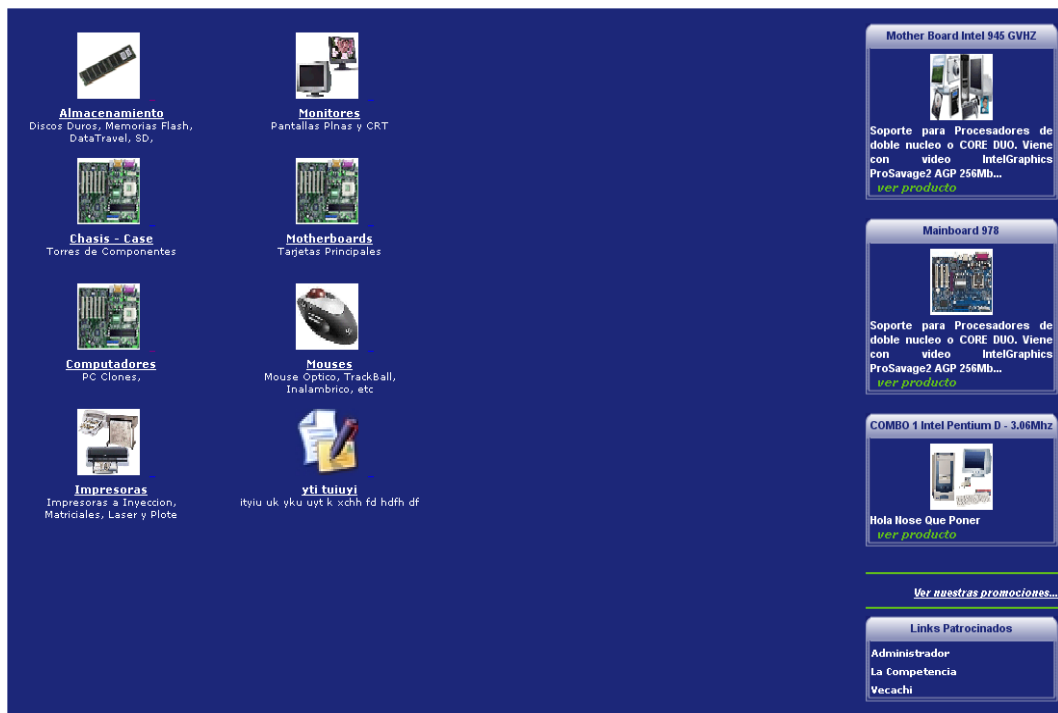 Almacenamiento
Discos Duros, Memorias Flash,
DataTravel, SD,
Monitores
Pantallas Plnas y CRT
Chasis - Case
Torres de Componentes
Motherboards
Tarjetas Principales
Computadores
PC Clones,
Mouses
Mouse Optico, TrackBall,
Inalambrico, etc
Impresoras
Impresoras a Inyeccion,
Matriciales, Laser y Plote
yti tuiuyi
ityiu uk yku uyt k xchh fd hdfh df
Mother Board Intel 945 GVHZ
Soporte para Procesadores de
doble nucleo o CORE DUO. Viene
con video IntelGraphics
ProSavage2 AGP 256Mb...
ver producto
Mainboard 978
Soporte para Procesadores de
doble nucleo o CORE DUO. Viene
con video IntelGraphics
ProSavage2 AGP 256Mb...
ver producto
COMBO 1 Intel Pentium D - 3.06Mhz
Hola Nose Que Poner
ver producto
Ver nuestras promociones...
Links Patrocinados
Administrador
La Competencia
Vecachi